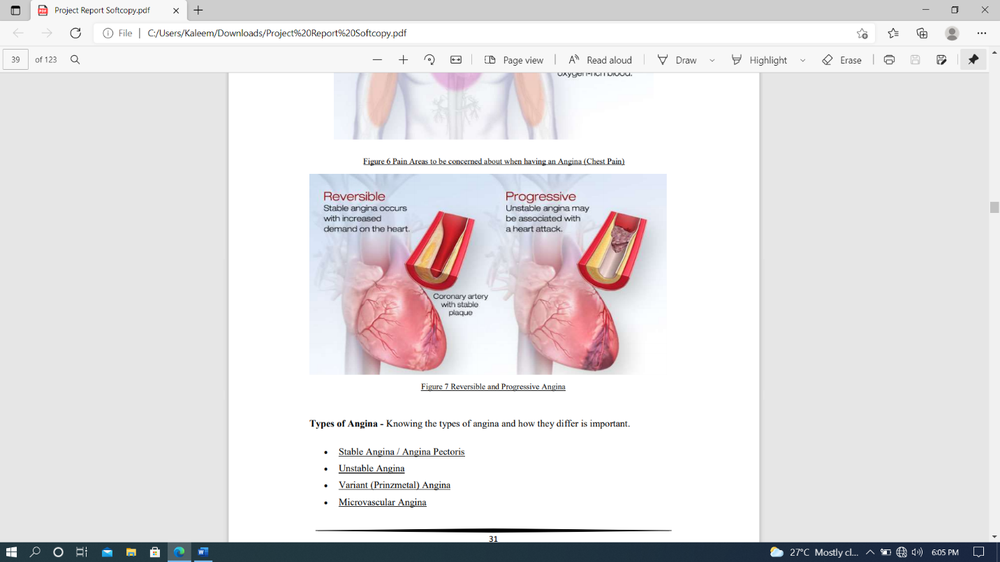 Project Report Softcopy.pdf
File
C:/Users/Kaleem/Downloads/Project%20Report%20Softcopy.pdf
39 of 123
Page view
Read aloud
Draw
Highlight
Erase
oxygen-rich blood.
Figure 6 Pain Areas to be concerned about when having an Angina (Chest Pain)
Reversible
Stable angina occurs
with increased
demand on the heart.
Coronary artery
with stable
plaque
Progressive
Unstable angina may
be associated with
a heart attack.
Figure 7 Reversible and Progressive Angina
Types of Angina - Knowing the types of angina and how they differ is important.
• Stable Angina / Angina Pectoris
• Unstable Angina
• Variant (Prinzmetal) Angina
• Microvascular Angina
31
27°C Mostly cl... 6:05 PM